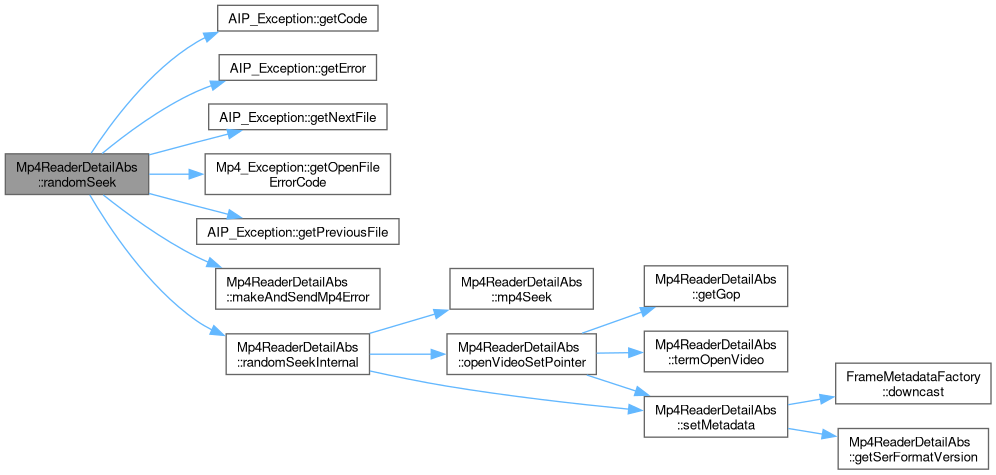 AIP_Exception::getCode
AIP_Exception::getError
AIP_Exception::getNextFile
Mp4ReaderDetailAbs
::randomSeek
Mp4_Exception::getOpenFile
ErrorCode
AIP_Exception::getPreviousFile
Mp4ReaderDetailAbs
::makeAndSendMp4Error
Mp4ReaderDetailAbs
::randomSeekInternal
Mp4ReaderDetailAbs
::mp4Seek
Mp4ReaderDetailAbs
::openVideoSetPointer
Mp4ReaderDetailAbs
::getGop
Mp4ReaderDetailAbs
::termOpenVideo
Mp4ReaderDetailAbs
::setMetadata
FrameMetadataFactory
::downcast
Mp4ReaderDetailAbs
::getSerFormatVersion